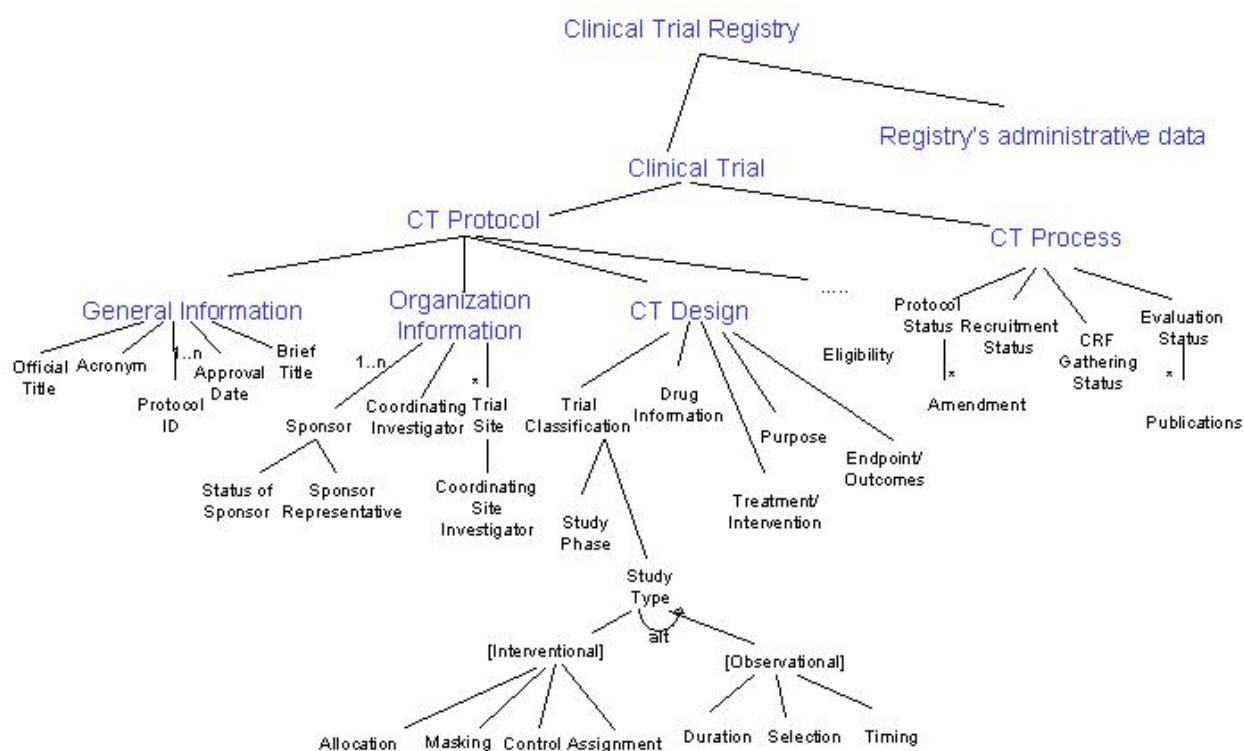 Clinical Trial Registry
Registry's administrative data
Clinical Trial
CT Protocol
CT Process
General Information
Organization
Information
CT Design
.....
Protocol
Status
Recruitment
Status
CRF
Gathering
Status
Evaluation
Status
Official
Title
Acronym
1..n
Protocol
ID
Approval
Date
Brief
Title
1..n
Sponsor
Coordinating
Investigator
*
Trial
Site
Trial
Classification
Drug
Information
Purpose
Eligibility
*
Amendment
*
Publications
Status of
Sponsor
Sponsor
Representative
Coordinating
Site
Investigator
Study
Phase
Treatment/
Intervention
Endpoint/
Outcomes
Study
Type
alt
[Interventional]
[Observational]
Allocation
Masking
Control
Assignment
Duration
Selection
Timing